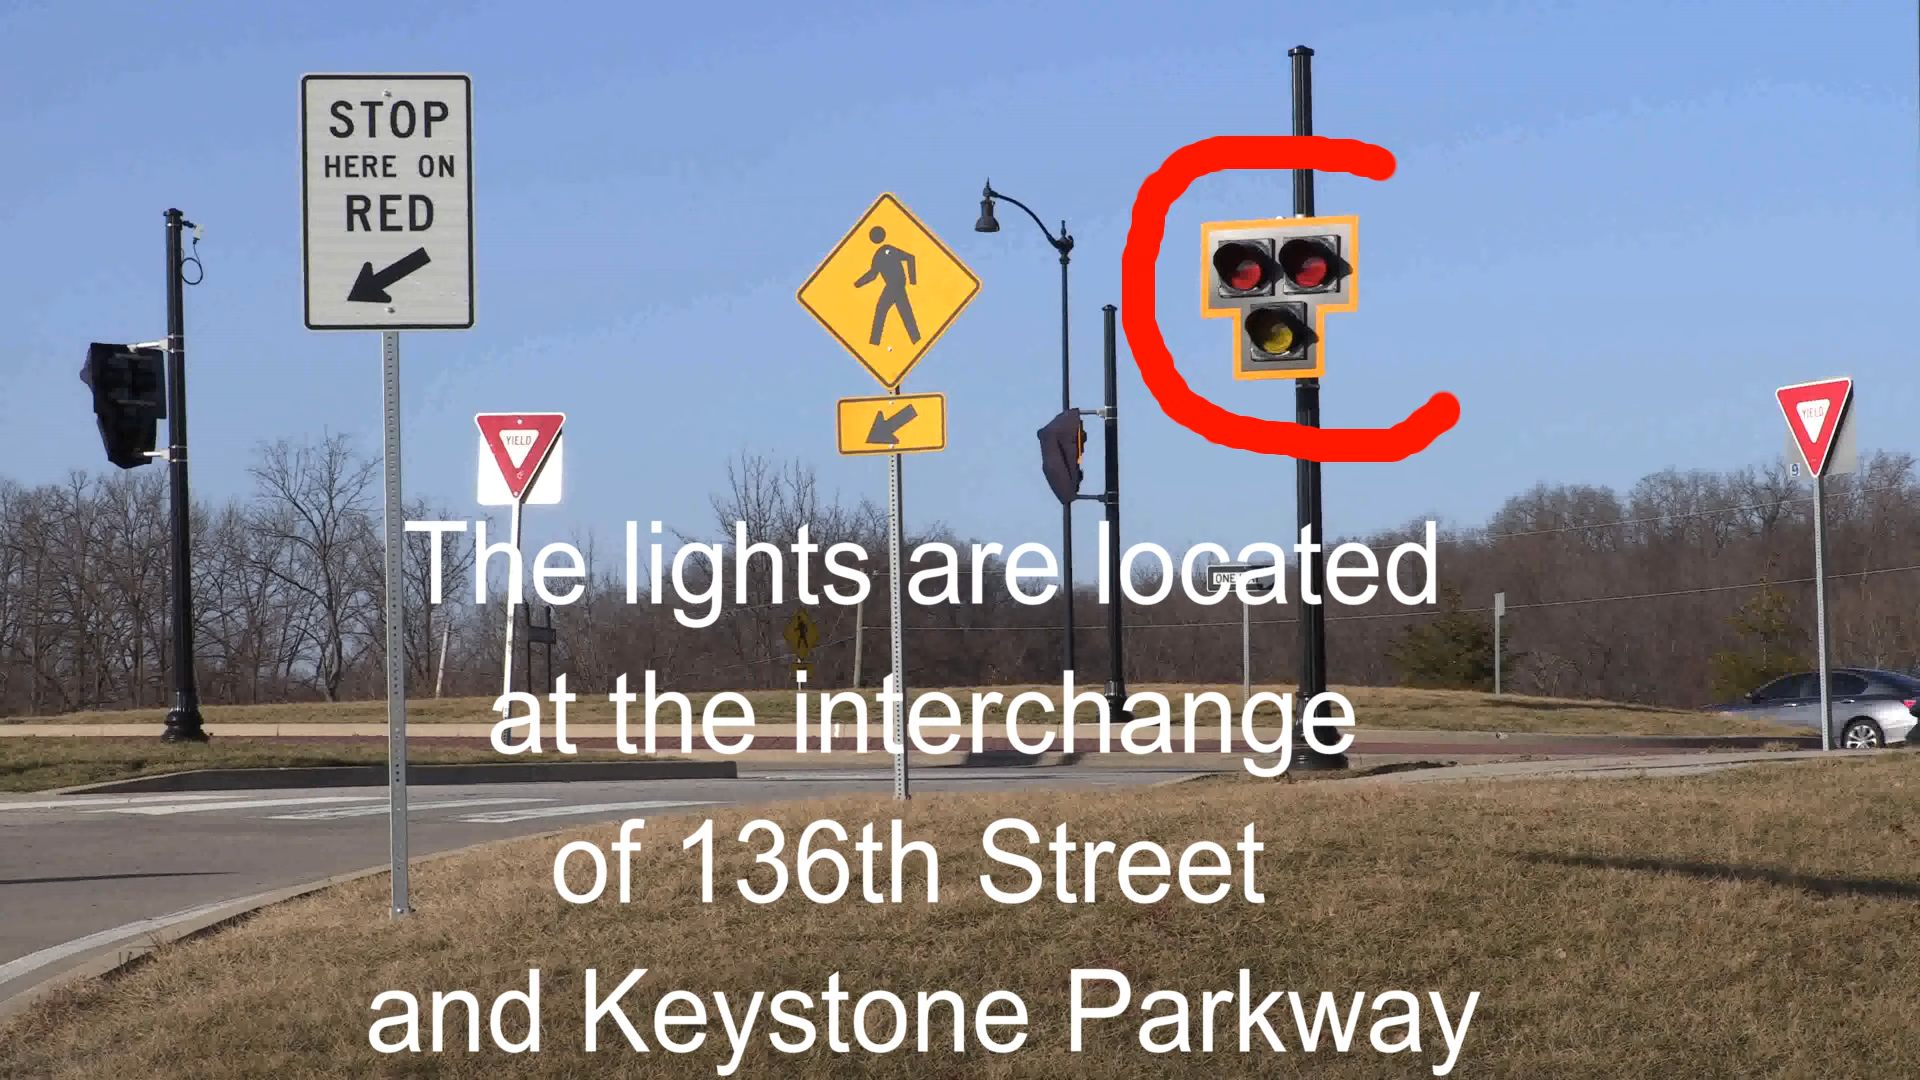 STOP
HERE ON
RED
YIELD
YIELD
9
The lights are located
at the interchange
of 136th Street
and Keystone Parkway